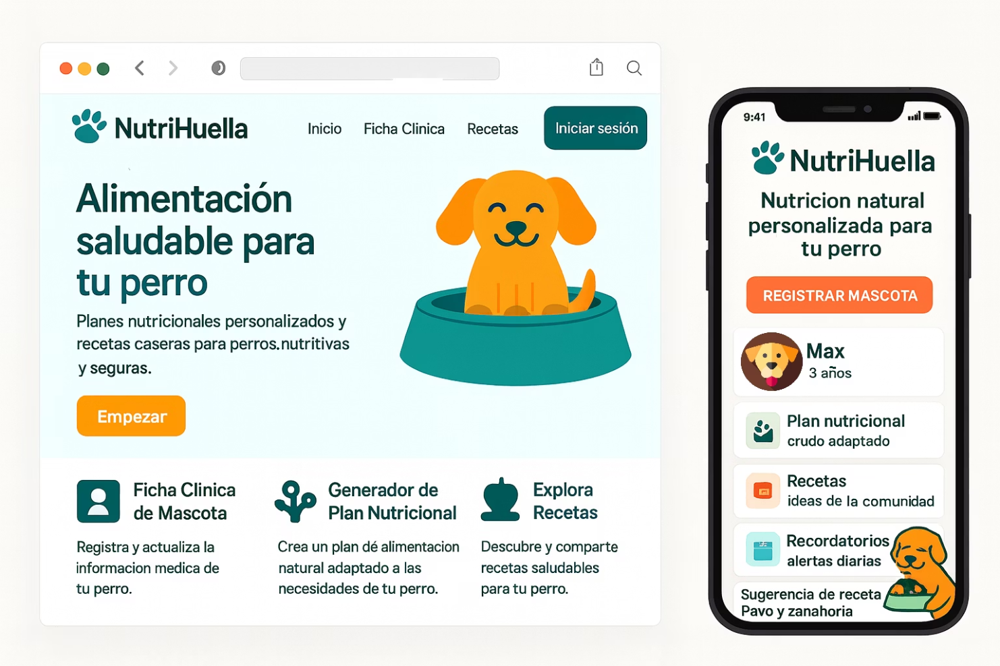 NutriHuella
Inicio
Ficha Clinica
Recetas
Iniciar sesión
Alimentación
saludable para
tu perro
Planes nutricionales personalizados y
recetas caseras para perros.nutritivas
y seguras.
Empezar
Ficha Clinica
de Mascota
Registra y actualiza la
informacion medica de
tu perro.
Generador de
Plan Nutricional
Crea un plan dé alimentacion
natural adaptado a las
necesidades de tu perro.
Explora
Recetas
Descubre y comparte
recetas saludables
para tu perro.
9:41
NutriHuella
Nutricion natural
personalizada para
tu perro
REGISTRAR MASCOTA
Max
3 años
Plan nutricional
crudo adaptado
Recetas
ideas de la comunidad
Recordatorios
alertas diarias
Sugerencia de receta
Pavo y zanahoria